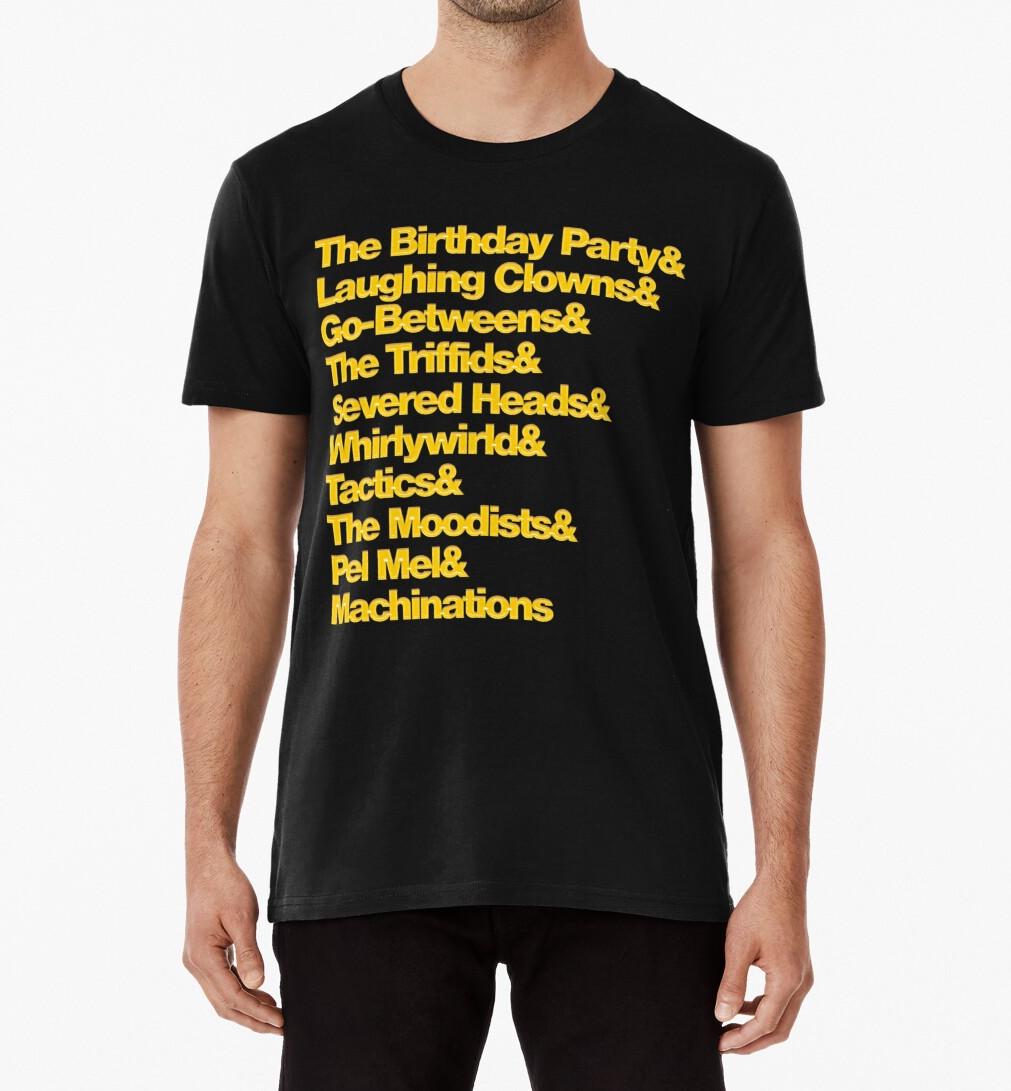 The Birthday Party&
Laughing Clowns&
Go-Betweens&
The Triffids&
Severed Heads&
Whirlywirld&
Tactics&
The Moodists&
Pel Mel&
Machinations